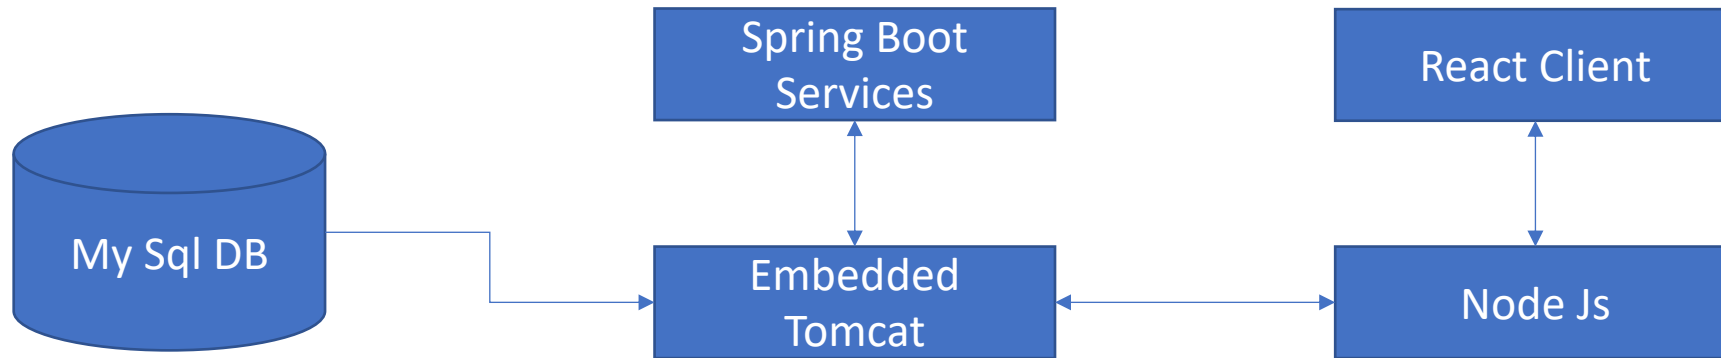 Spring Boot
Services
React Client
My Sql DB
Embedded
Tomcat
Node Js